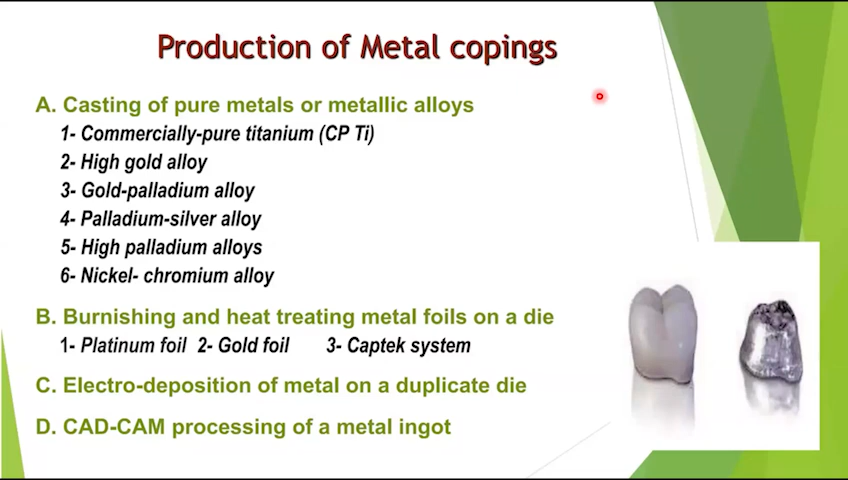 Production of Metal copings
A. Casting of pure metals or metallic alloys
1- Commercially-pure titanium (CP Ti)
2- High gold alloy
3- Gold-palladium alloy
4- Palladium-silver alloy
5- High palladium alloys
6- Nickel- chromium alloy
B. Burnishing and heat treating metal foils on a die
1- Platinum foil 2- Gold foil 3- Captek system
C. Electro-deposition of metal on a duplicate die
D. CAD-CAM processing of a metal ingot